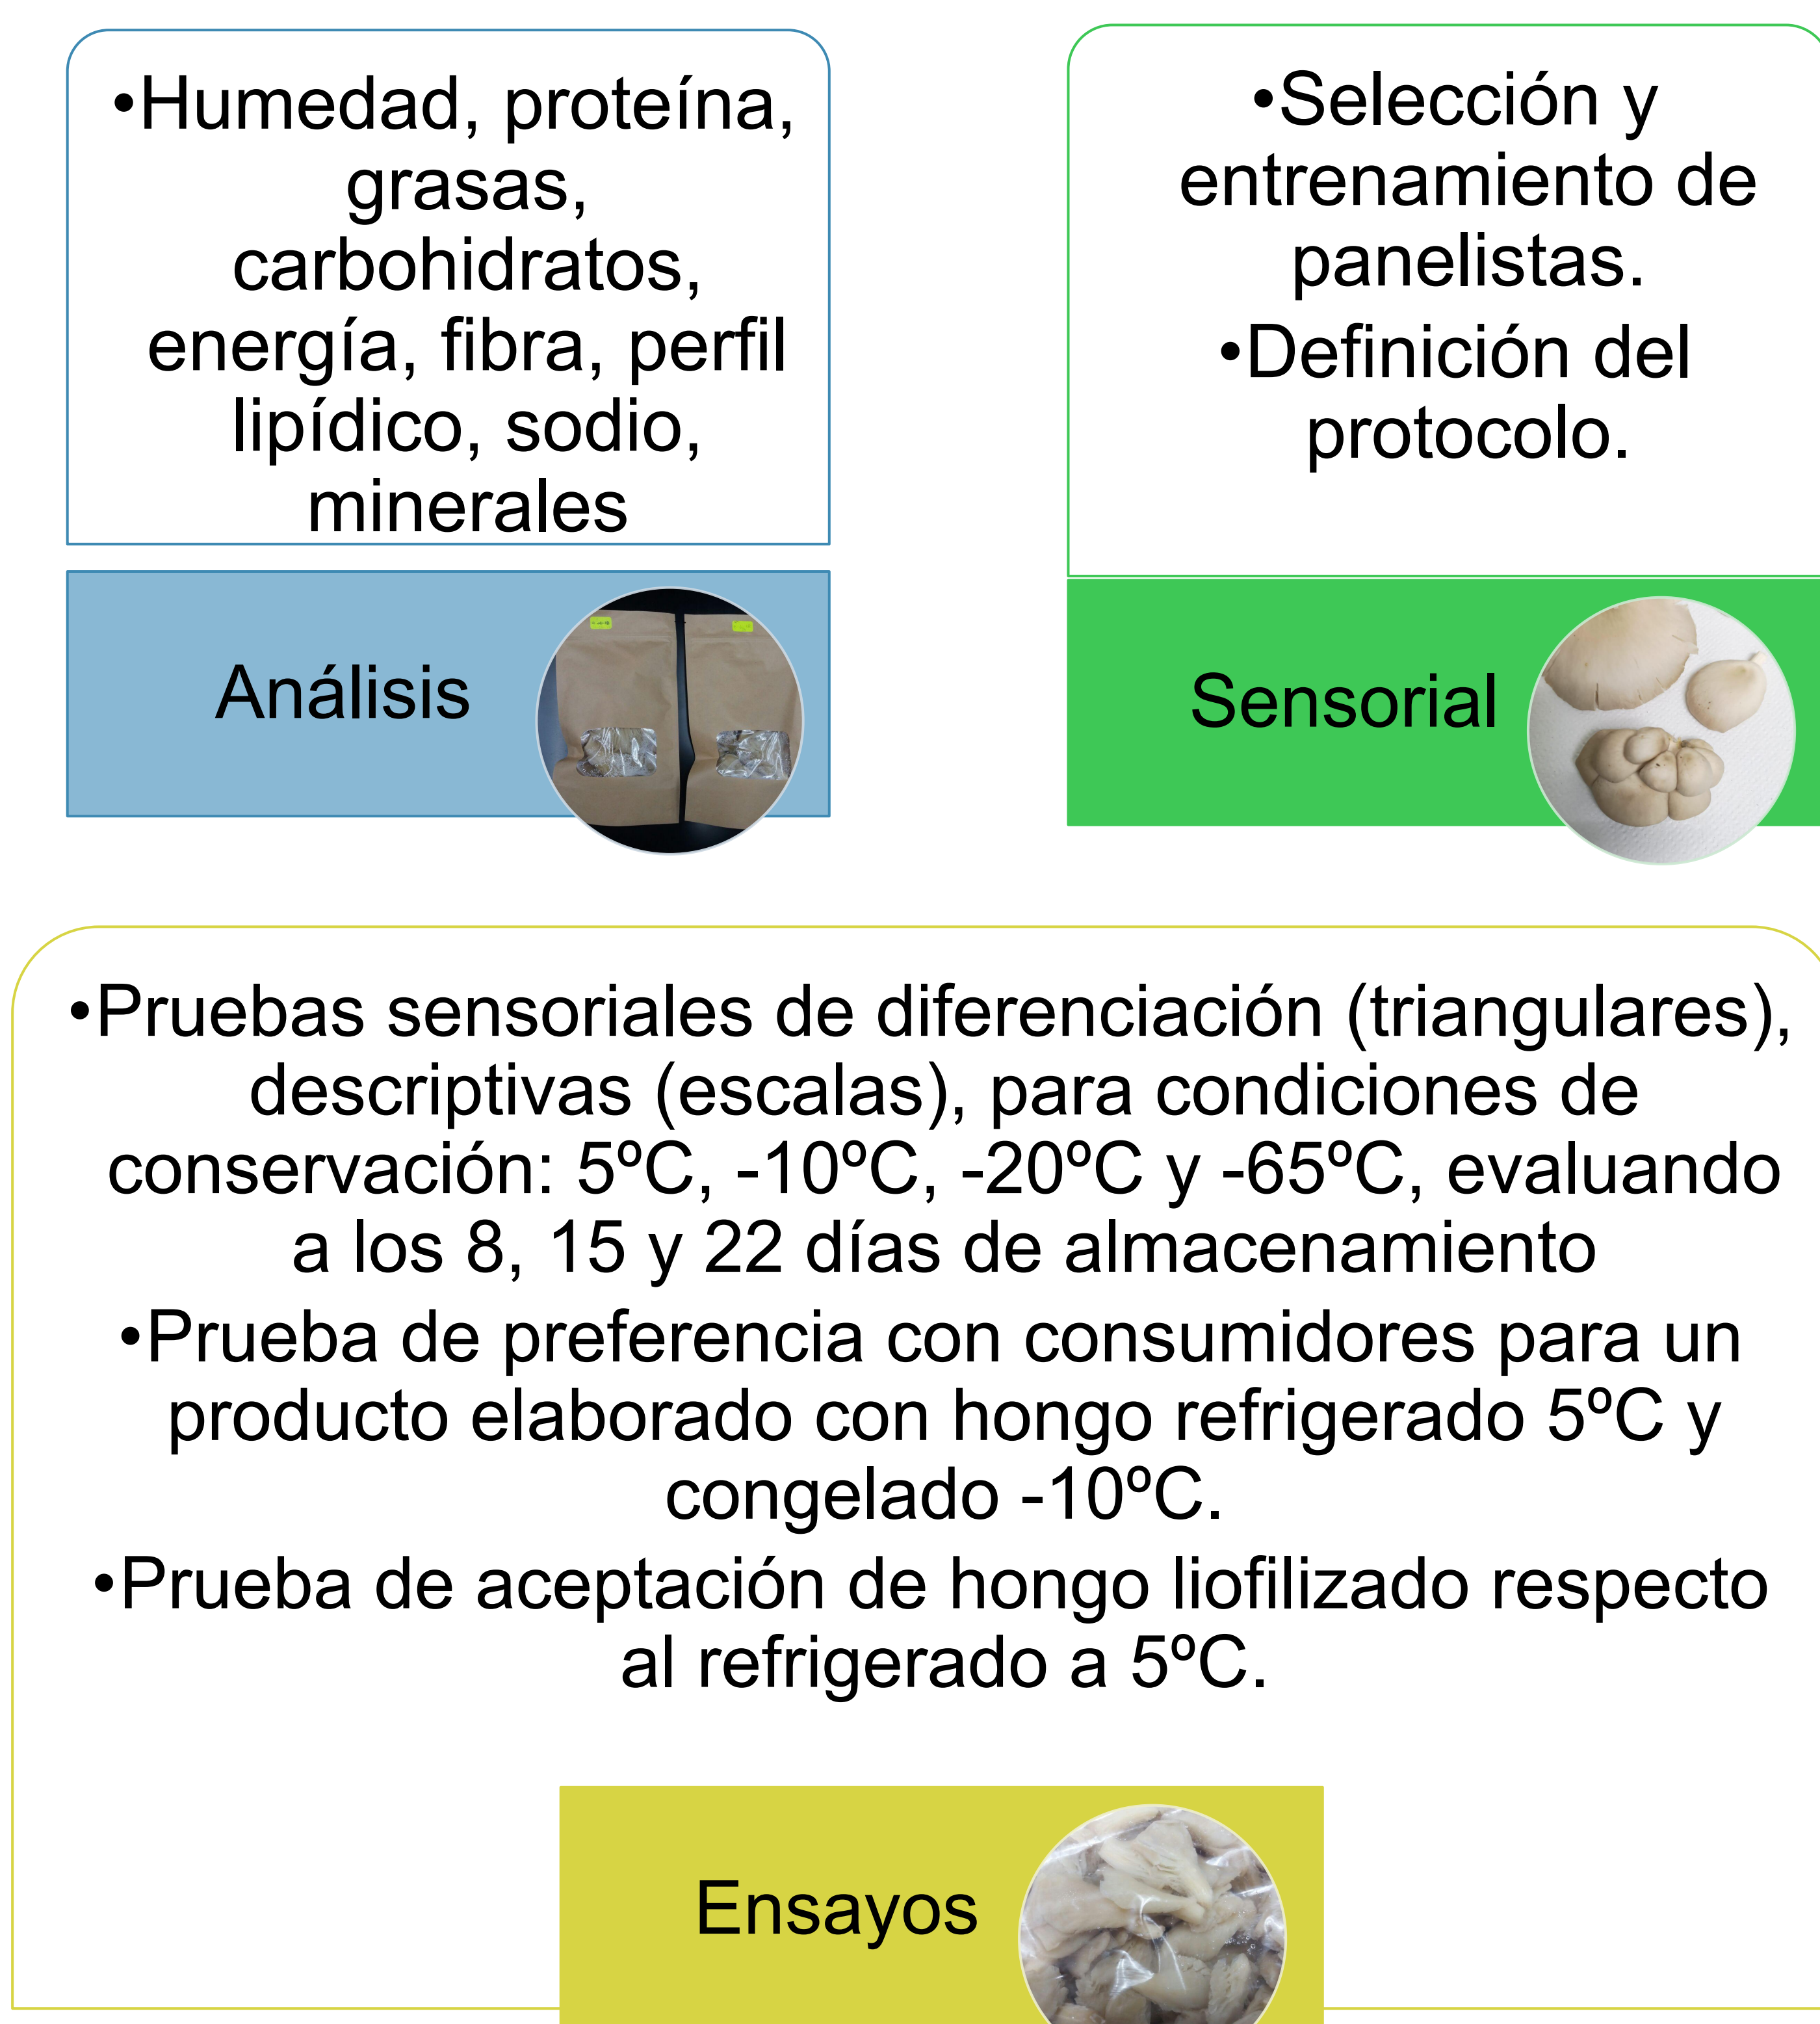 •Humedad, proteína,
grasas,
carbohidratos,
energía, fibra, perfil
lipídico, sodio,
minerales
Análisis
•Selección y
entrenamiento de
panelistas.
•Definición del
protocolo.
Sensorial
•Pruebas sensoriales de diferenciación (triangulares),
descriptivas (escalas), para condiciones de
conservación: 5ºC, -10ºC, -20ºC y -65ºC, evaluando
a los 8, 15 y 22 días de almacenamiento
•Prueba de preferencia con consumidores para un
producto elaborado con hongo refrigerado 5ºC y
congelado -10ºC.
•Prueba de aceptación de hongo liofilizado respecto
al refrigerado a 5ºC.
Ensayos